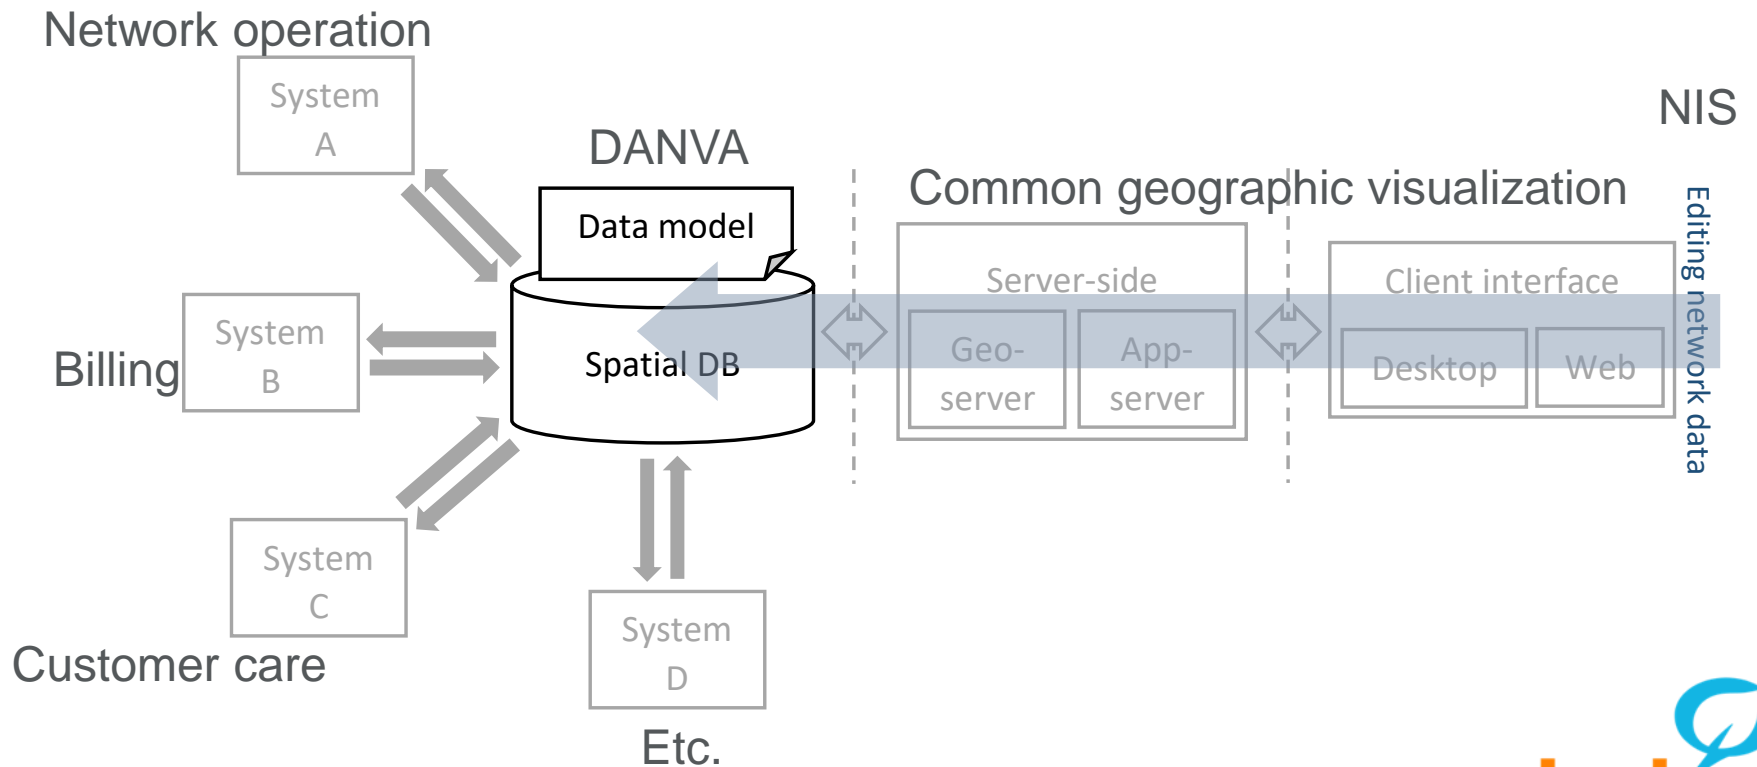 Network operation
System
A
NIS
DANVA
Common geographic visualization
Data model
Editing network data
Server-side
Client interface
System
B
Billing
Spatial DB
Geo-
server
App-
server
Desktop
Web
System
C
Customer care
System
D
Etc.